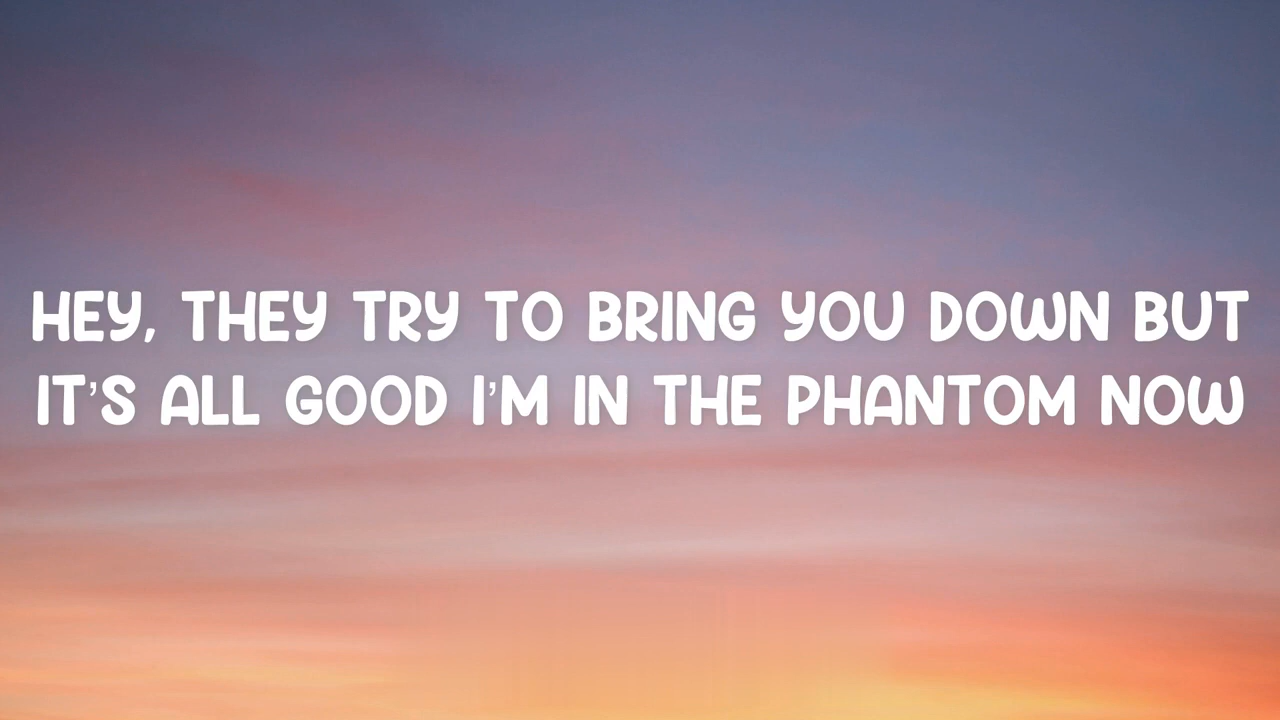 HEY, THEY TRY TO BRING YOU DOWN BUT
IT'S ALL GOOD I'M IN THE PHANTOM NOW